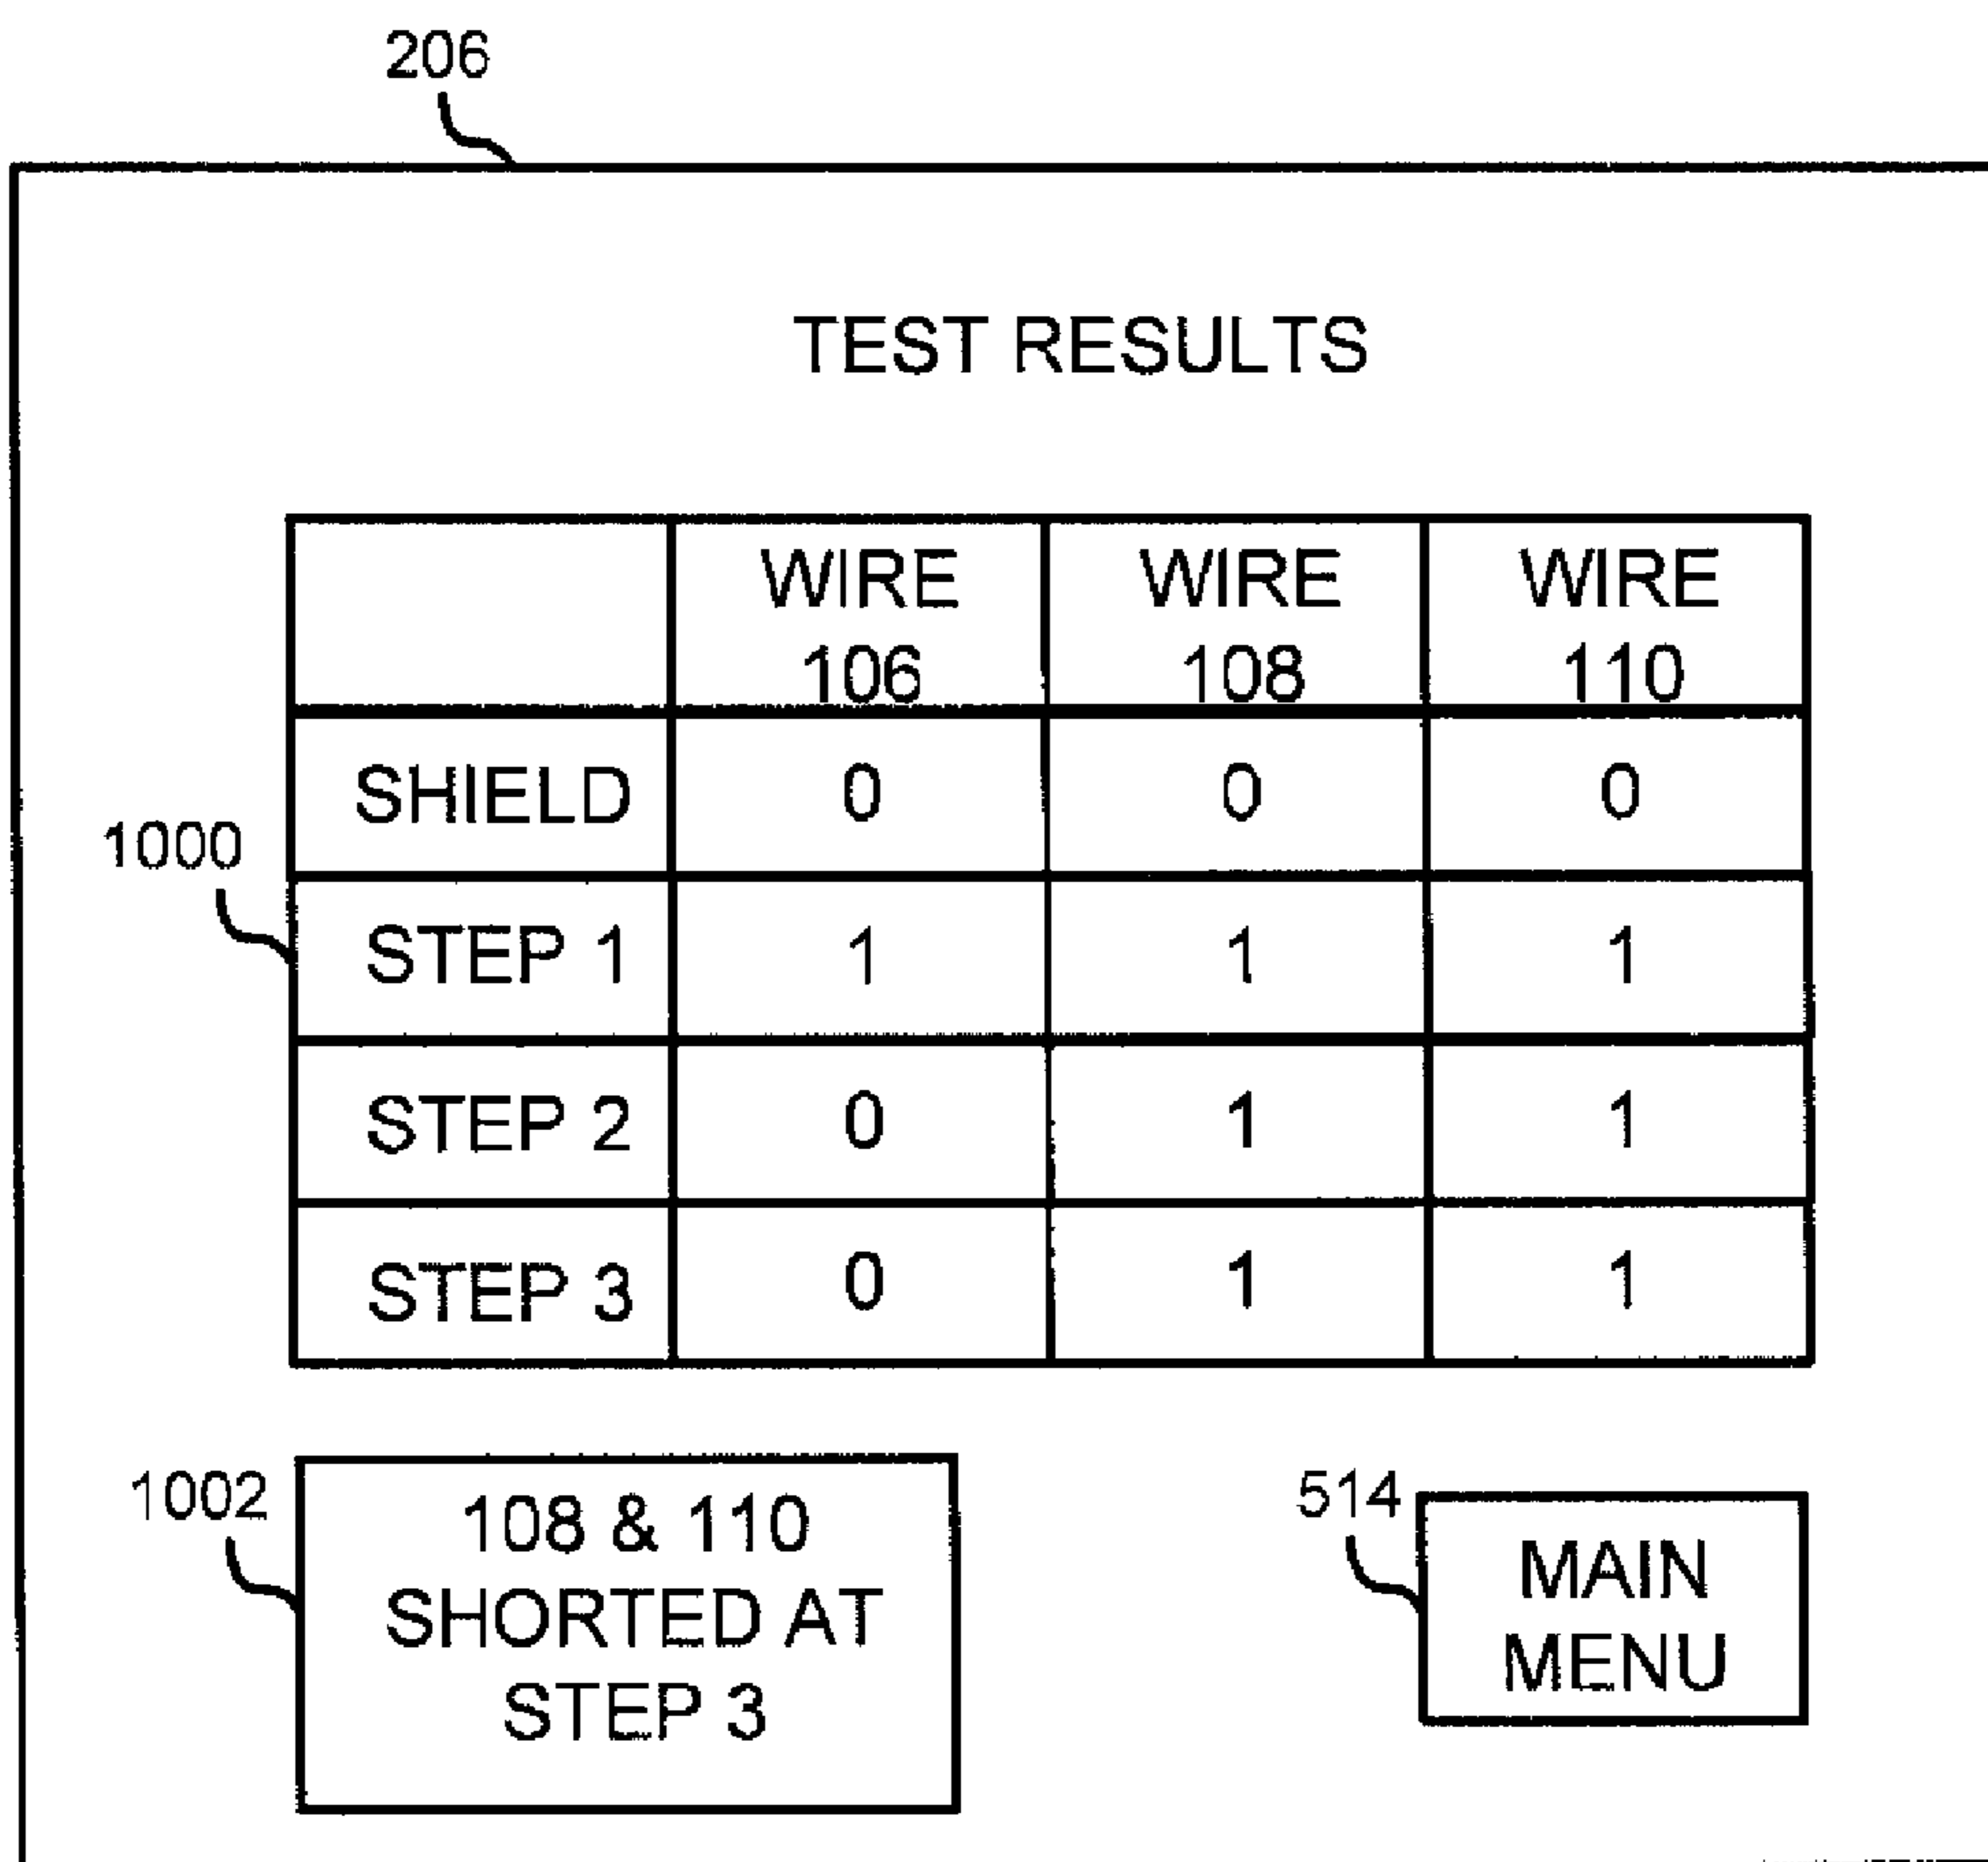 206
TEST RESULTS
WIRE 106 WIRE 108 WIRE 110
SHIELD 0 0 0
1000
STEP 1 1 1 1
STEP 2 0 1 1
STEP 3 0 1 1
1002
108 & 110
SHORTED AT
STEP 3
514
MAIN
MENU